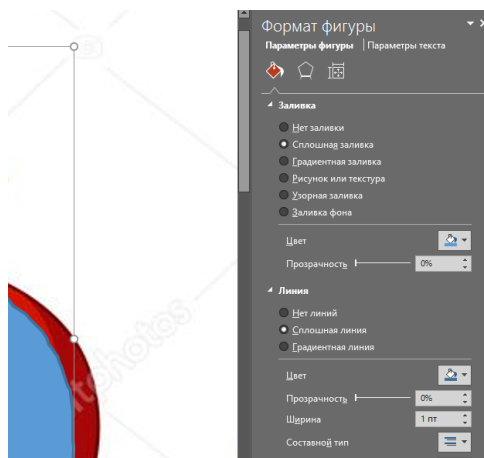 Формат фигуры
Параметры фигуры | Параметры текста
Заливка
Нет заливки
Сплошная заливка
Градиентная заливка
Рисунок или текстура
Узорная заливка
Заливка фона
Цвет
Прозрачность 0%
Линия
Нет линий
Сплошная линия
Градиентная линия
Цвет
Прозрачность 0%
Ширина 1 пт
Составной тип